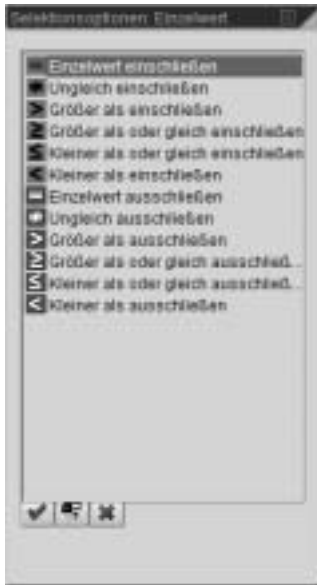 Selektionsoptionen: Einzelwert
Einzelwert einschließen
Ungleich einschließen
Größer als einschließen
Größer als oder gleich einschließen
Kleiner als oder gleich einschließen
Kleiner als einschließen
Einzelwert ausschließen
Ungleich ausschließen
Größer als ausschließen
Größer als oder gleich ausschließ...
Kleiner als oder gleich ausschließ...
Kleiner als ausschließen